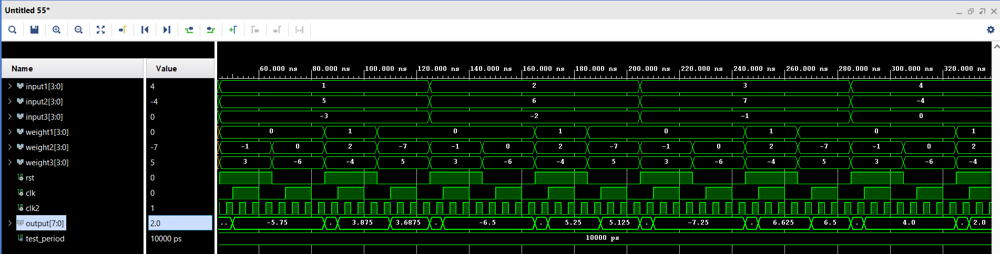 Untitled 55*
Name Value
60.000 ns 80.000 ns 100.000 ns 120.000 ns 140.000 ns 160.000 ns 180.000 ns 200.000 ns 220.000 ns 240.000 ns 260.000 ns 280.000 ns 300.000 ns 320.000 ns
input1[3:0] 4 1 2 3 4
input2[3:0] -4 5 6 7 -4
input3[3:0] 0 -3 -2 -1 0
weight1[3:0] 0 0 1 0 1 0 1 0 1
weight2[3:0] -7 -1 0 2 -7 -1 0 2 -7 -1 0 2 -7 -1 0 2
weight3[3:0] 5 3 -6 -4 5 3 -6 -4 5 3 -6 -4 5 3 -6 -4
rst 0
clk 0
clk2 1
output[7:0] 2.0 .. -5.75 . 3.875 3.6875 . -6.5 . 5.25 5.125 . -7.25 . 6.625 6.5 . 4.0 . 2.0
test_period 10000 ps 10000 ps